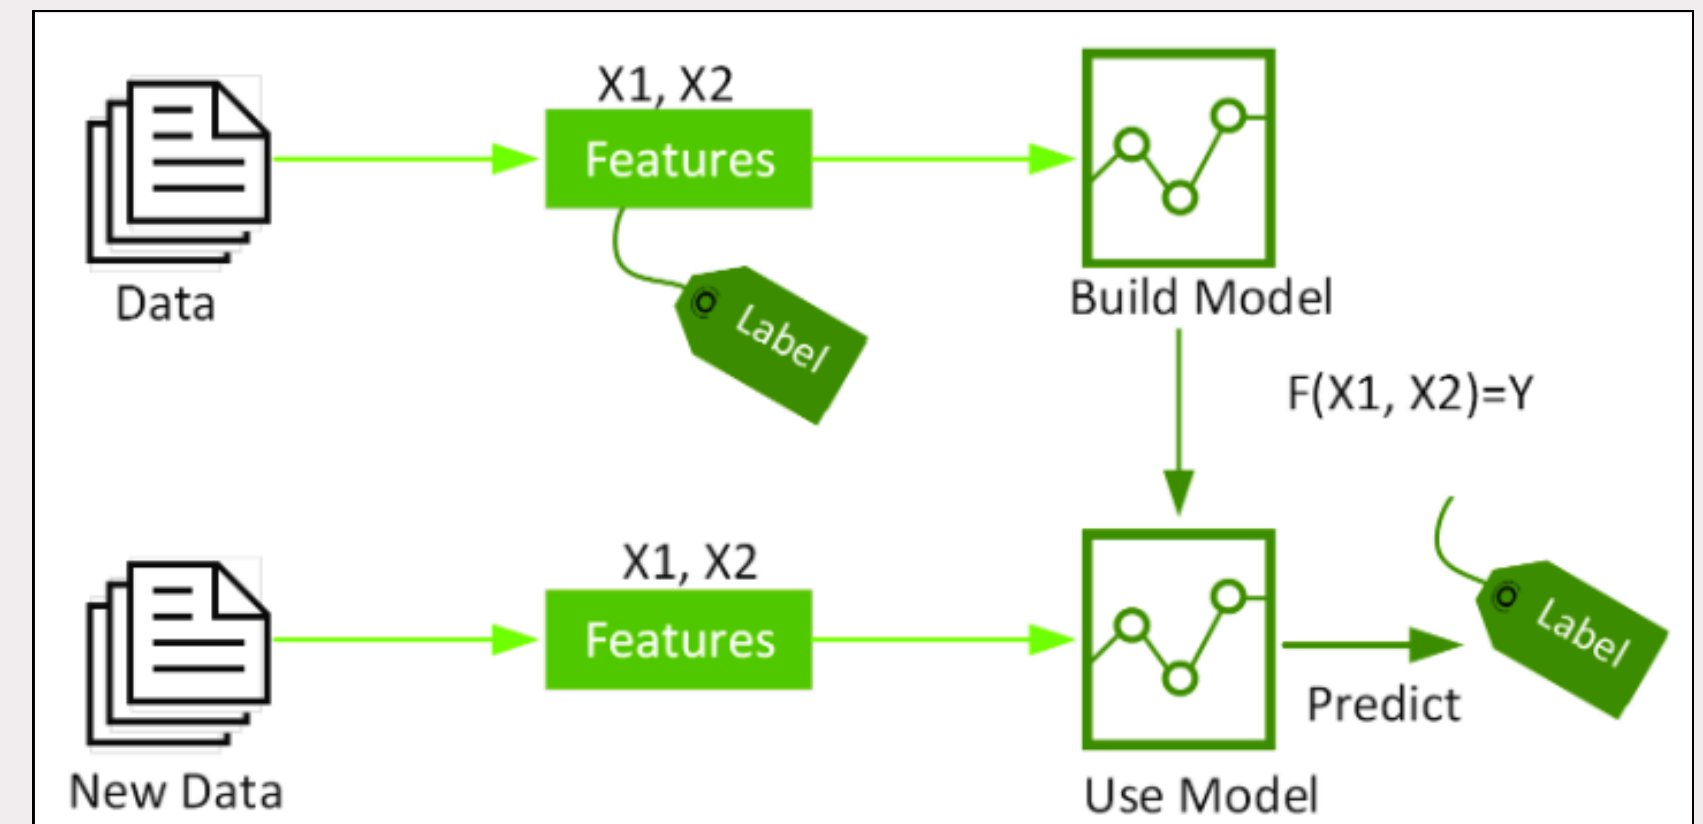 X1, X2
Features
Label
Data
Build Model
F(X1, X2)=Y
X1, X2
Features
Label
Predict
New Data
Use Model